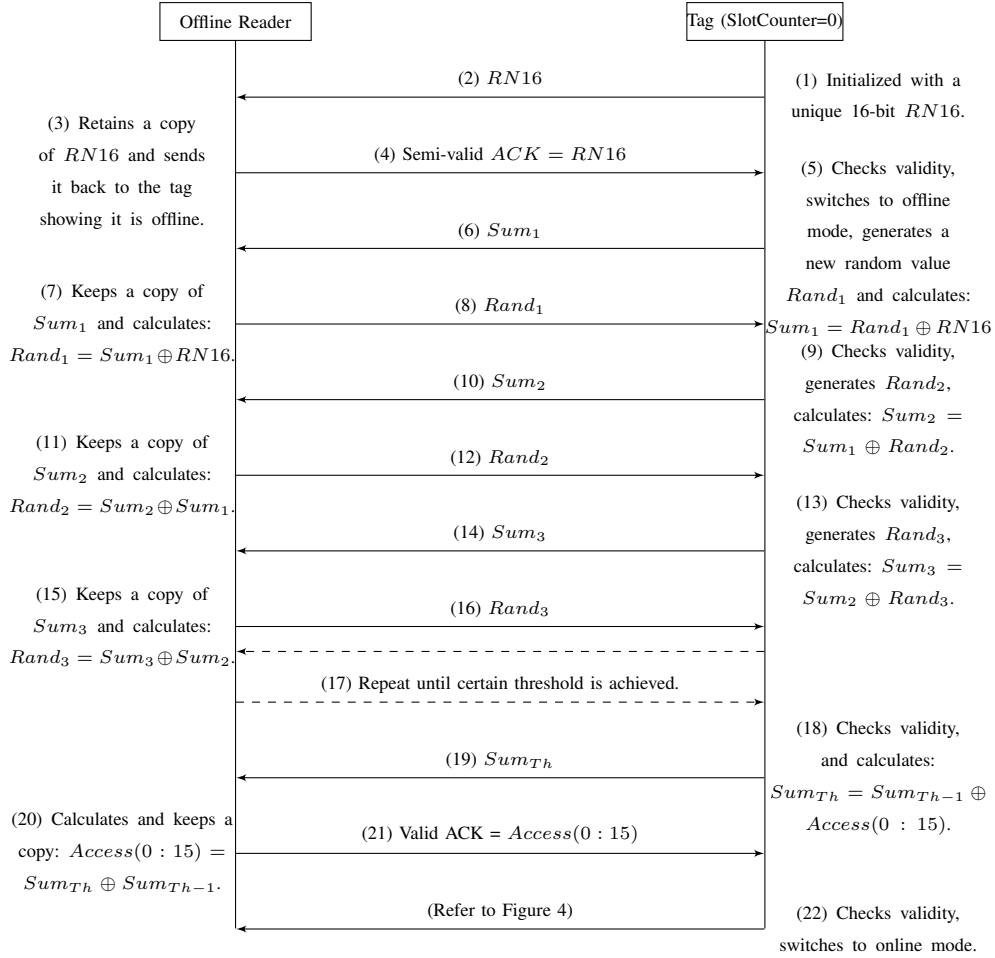 Offline Reader
Tag (SlotCounter=0)
(2) RN16
(1) Initialized with a
unique 16-bit RN16.
(3) Retains a copy
of RN16 and sends
it back to the tag
showing it is offline.
(4) Semi-valid ACK = RN16
(5) Checks validity,
switches to offline
mode, generates a
new random value
Rand₁ and calculates:
Sum₁ = Rand₁ ⊕ RN16
(6) Sum₁
(7) Keeps a copy of
Sum₁ and calculates:
Rand₁ = Sum₁ ⊕ RN16.
(8) Rand₁
(9) Checks validity,
generates Rand₂,
calculates: Sum₂ =
Sum₁ ⊕ Rand₂.
(10) Sum₂
(11) Keeps a copy of
Sum₂ and calculates:
Rand₂ = Sum₂ ⊕ Sum₁.
(12) Rand₂
(13) Checks validity,
generates Rand₃,
calculates: Sum₃ =
Sum₂ ⊕ Rand₃.
(14) Sum₃
(15) Keeps a copy of
Sum₃ and calculates:
Rand₃ = Sum₃ ⊕ Sum₂.
(16) Rand₃
(17) Repeat until certain threshold is achieved.
(18) Checks validity,
and calculates:
Sum_Th = Sum_Th−1 ⊕
Access(0 : 15).
(19) Sum_Th
(20) Calculates and keeps a
copy: Access(0 : 15) =
Sum_Th ⊕ Sum_Th−1.
(21) Valid ACK = Access(0 : 15)
(Refer to Figure 4)
(22) Checks validity,
switches to online mode.